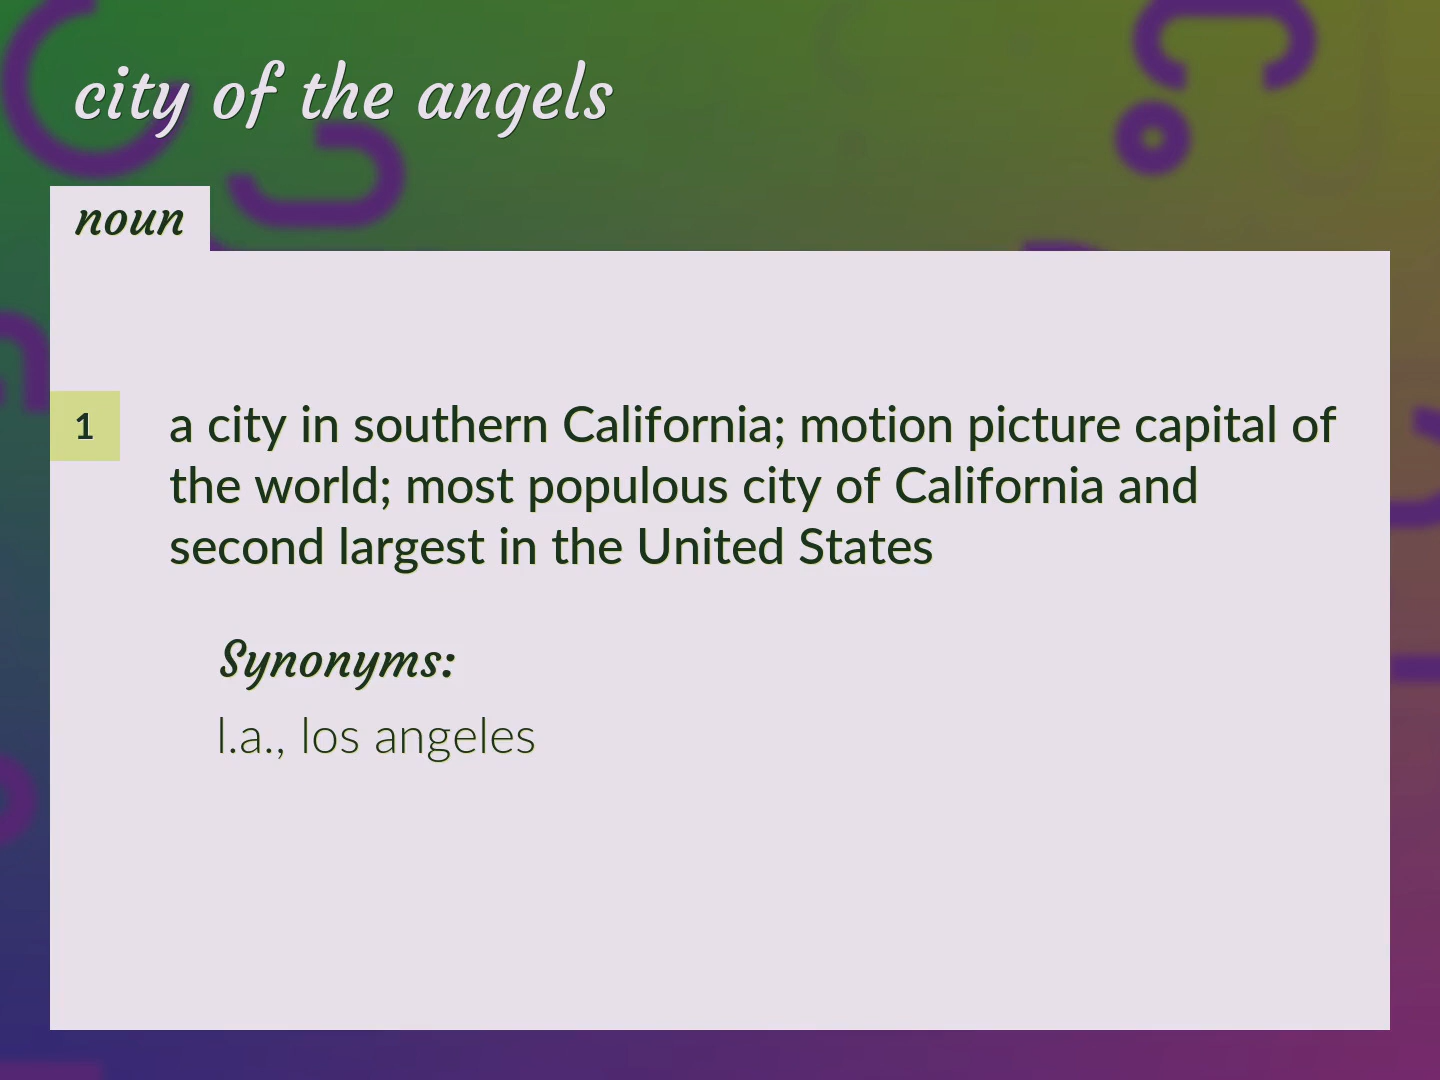 city of the angels
noun
1
a city in southern California; motion picture capital of
the world; most populous city of California and
second largest in the United States
Synonyms:
l.a., los angeles